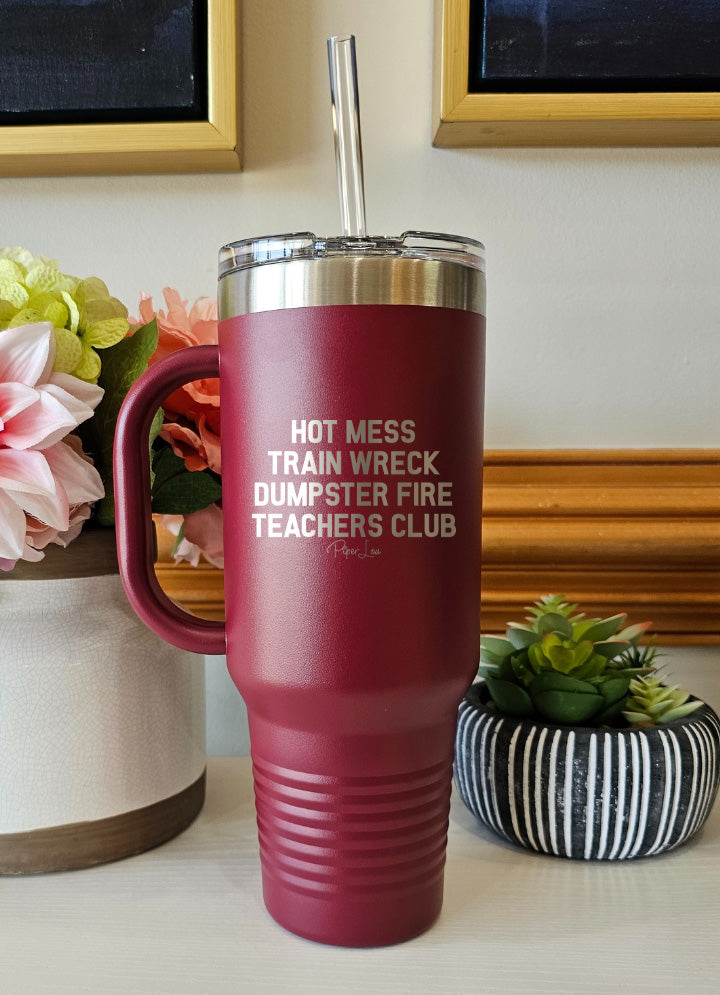 HOT MESS
TRAIN WRECK
DUMPSTER FIRE
TEACHERS CLUB
Piper Lou